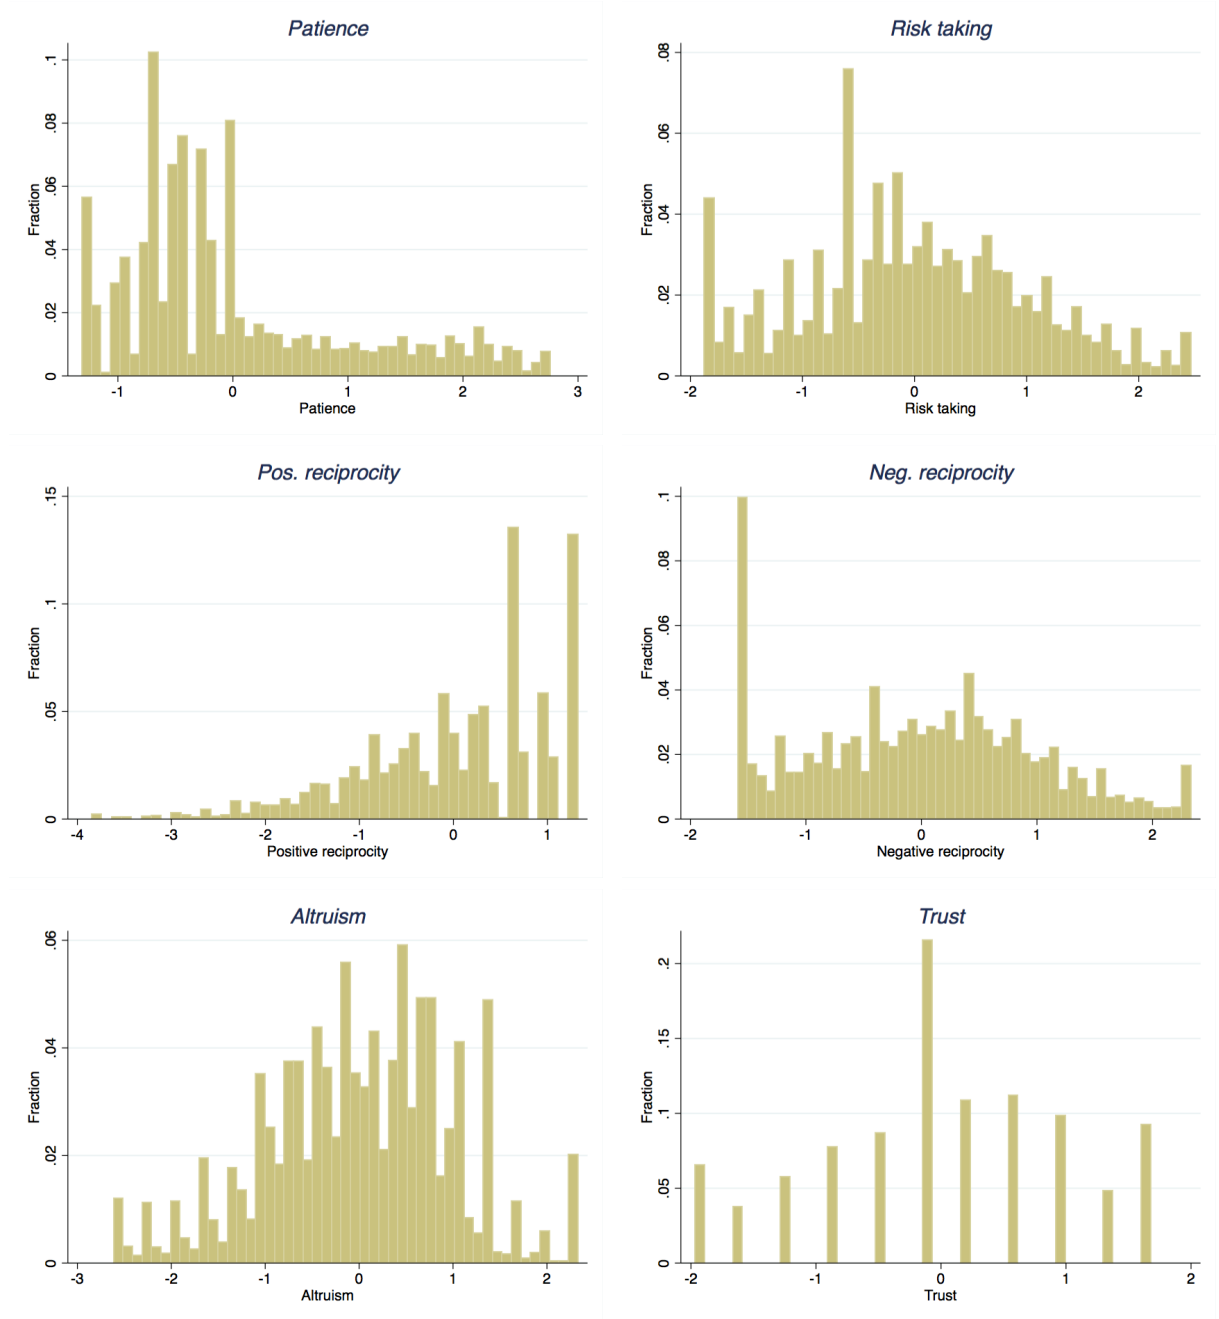 Patience
Fraction
0 .02 .04 .06 .08 .1
-1 0 1 2 3
Patience
Risk taking
Fraction
0 .02 .04 .06 .08
-2 -1 0 1 2
Risk taking
Pos. reciprocity
Fraction
0 .05 .1 .15
-4 -3 -2 -1 0 1
Positive reciprocity
Neg. reciprocity
Fraction
0 .02 .04 .06 .08 .1
-2 -1 0 1 2
Negative reciprocity
Altruism
Fraction
0 .02 .04 .06
-3 -2 -1 0 1 2
Altruism
Trust
Fraction
0 .05 .1 .15 .2
-2 -1 0 1 2
Trust